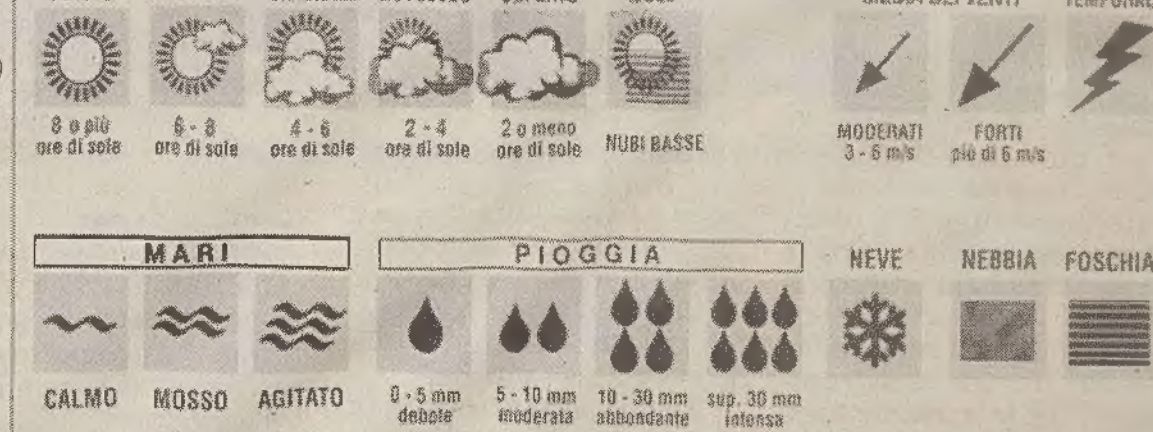 8 o più
ore di sole
6 - 8
ore di sole
4 - 6
ore di sole
2 - 4
ore di sole
2 o meno
ore di sole
NUBI BASSE
MODERATI
3 - 6 m/s
FORTI
più di 6 m/s
MARI
CALMO
MOSSO
AGITATO
PIOGGIA
0 - 5 mm
debole
5 - 10 mm
moderata
10 - 30 mm
abbondante
sup. 30 mm
intensa
NEVE
NEBBIA
FOSCHIA